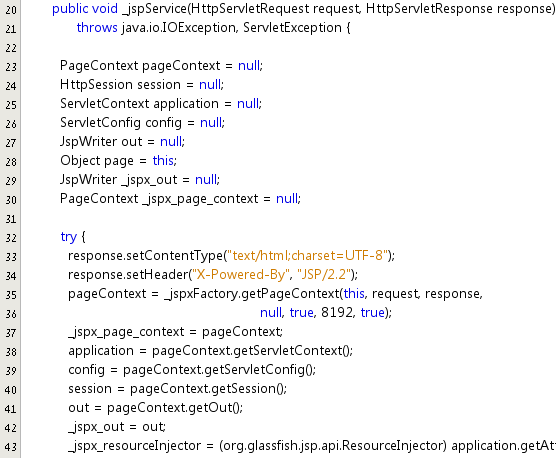 20 public void _jspService(HttpServletRequest request, HttpServletResponse response)
21 throws java.io.IOException, ServletException {
22
23 PageContext pageContext = null;
24 HttpSession session = null;
25 ServletContext application = null;
26 ServletConfig config = null;
27 JspWriter out = null;
28 Object page = this;
29 JspWriter _jspx_out = null;
30 PageContext _jspx_page_context = null;
31
32 try {
33 response.setContentType("text/html;charset=UTF-8");
34 response.setHeader("X-Powered-By", "JSP/2.2");
35 pageContext = _jspxFactory.getPageContext(this, request, response,
36 null, true, 8192, true);
37 _jspx_page_context = pageContext;
38 application = pageContext.getServletContext();
39 config = pageContext.getServletConfig();
40 session = pageContext.getSession();
41 out = pageContext.getOut();
42 _jspx_out = out;
43 _jspx_resourceInjector = (org.glassfish.jsp.api.ResourceInjector) application.getAt